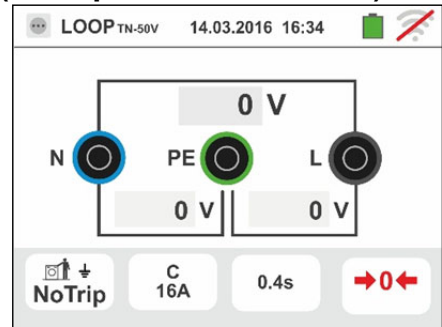 LOOP TN-50V 14.03.2016 16:34
0 V
N PE L
0 V 0 V
NoTrip C 16A 0.4s →0←